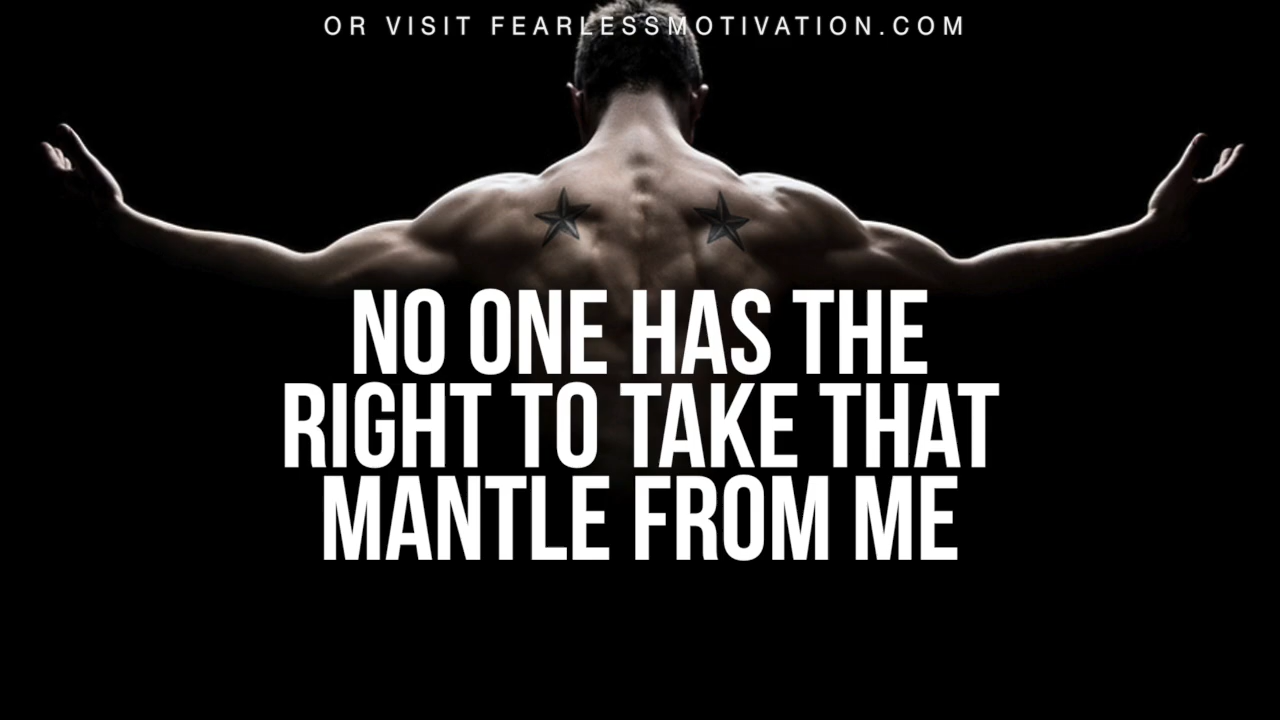 OR VISIT FEARLESSMOTIVATION.COM
NO ONE HAS THE
RIGHT TO TAKE THAT
MANTLE FROM ME